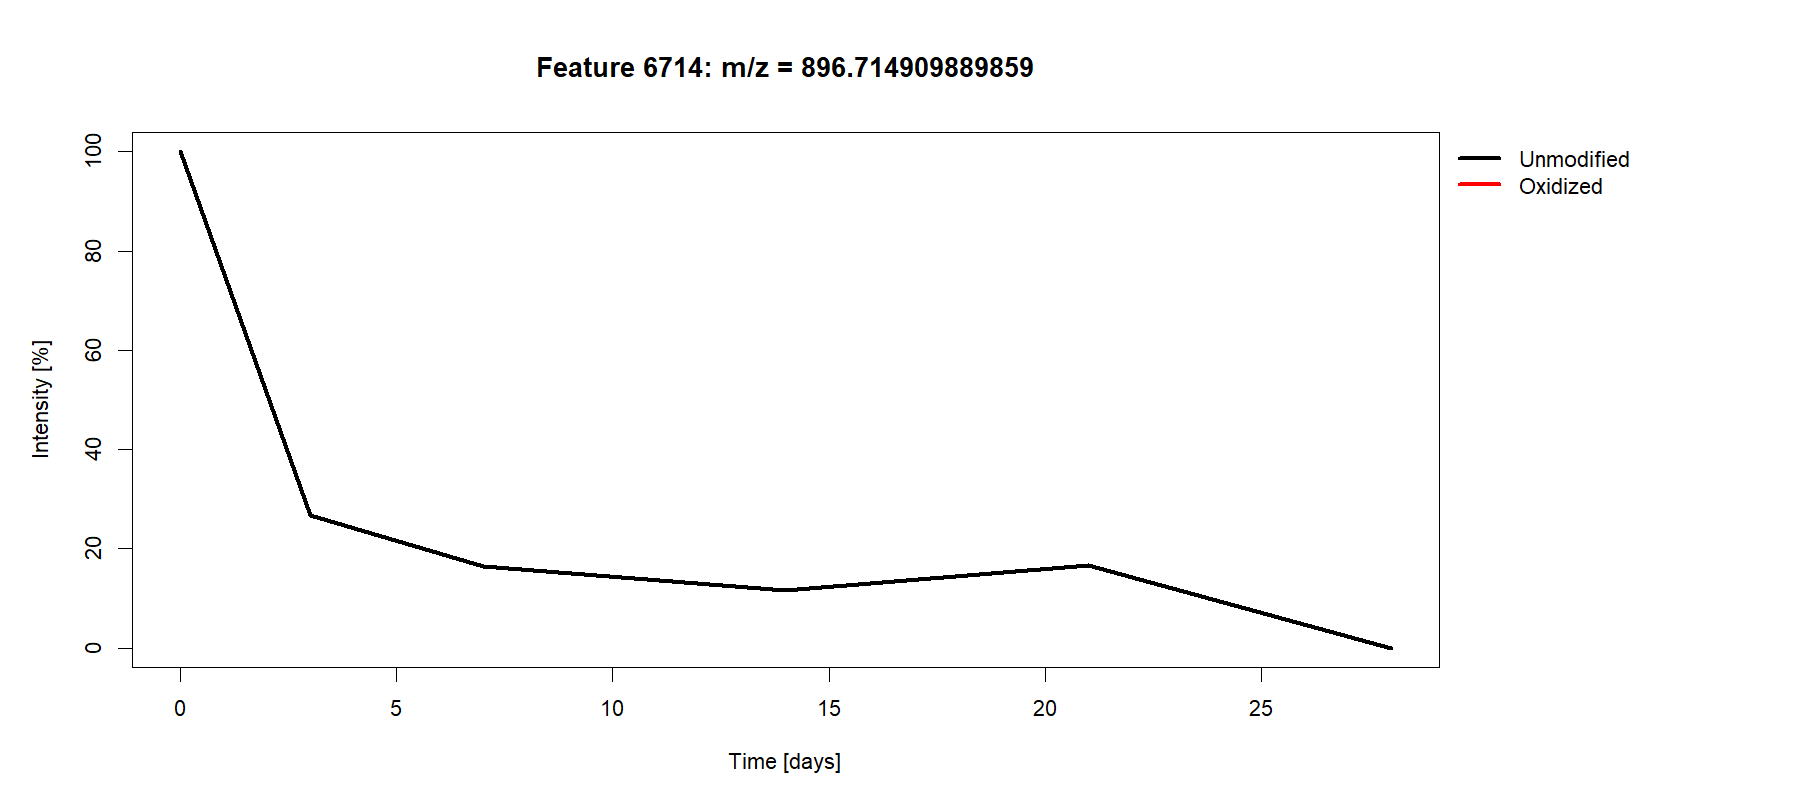 Feature 6714: m/z = 896.714909889859
Unmodified
Oxidized
Intensity [%]
100
80
60
40
20
0
0 5 10 15 20 25
Time [days]